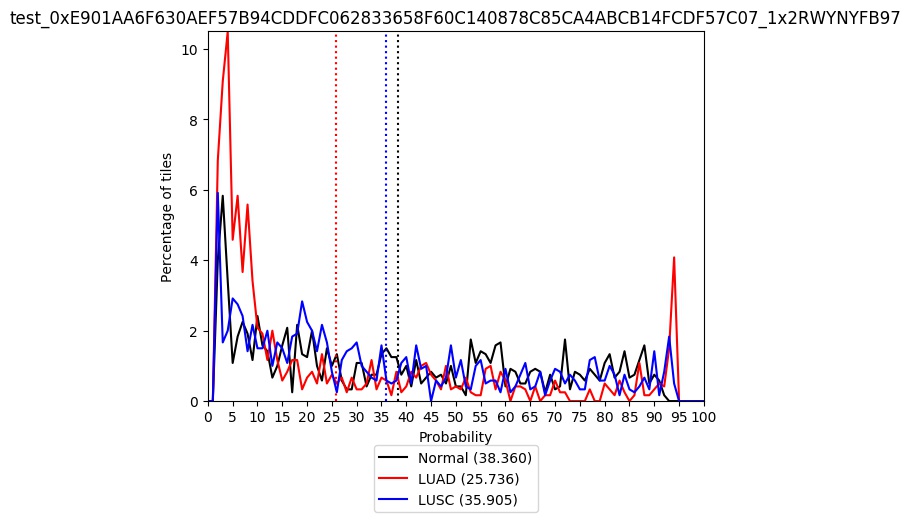 test_0xE901AA6F630AEF57B94CDDFC062833658F60C140878C85CA4ABCB14FCDF57C07_1x2RWYNYFB97
10
8
6
4
2
0
Percentage of tiles
0 5 10 15 20 25 30 35 40 45 50 55 60 65 70 75 80 85 90 95 100
Probability
Normal (38.360)
LUAD (25.736)
LUSC (35.905)